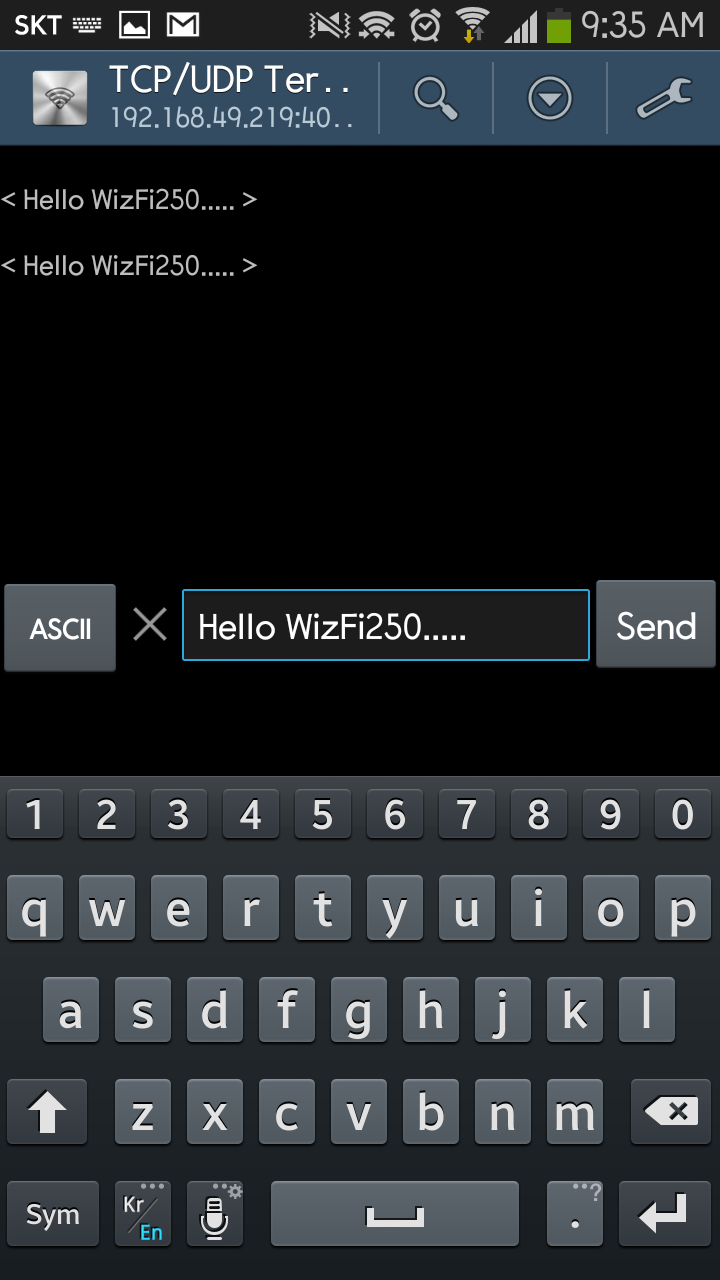 SKT 9:35 AM
TCP/UDP Ter..
192.168.49.219:40..
< Hello WizFi250..... >
< Hello WizFi250..... >
ASCII Hello WizFi250..... Send
1 2 3 4 5 6 7 8 9 0
q w e r t y u i o p
a s d f g h j k l
z x c v b n m
Sym Kr/En . ?